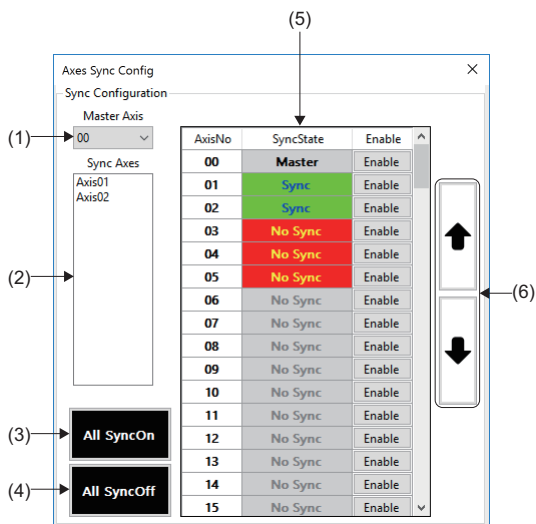 (5)
Axes Sync Config
Sync Configuration
Master Axis
(1)
00
AxisNo SyncState Enable
00 Master Enable
Sync Axes
01 Sync Enable
Axis01
Axis02
02 Sync Enable
03 No Sync Enable
04 No Sync Enable
(2)
05 No Sync Enable
(6)
06 No Sync Enable
07 No Sync Enable
08 No Sync Enable
09 No Sync Enable
10 No Sync Enable
11 No Sync Enable
(3)
All SyncOn
12 No Sync Enable
13 No Sync Enable
(4)
All SyncOff
14 No Sync Enable
15 No Sync Enable